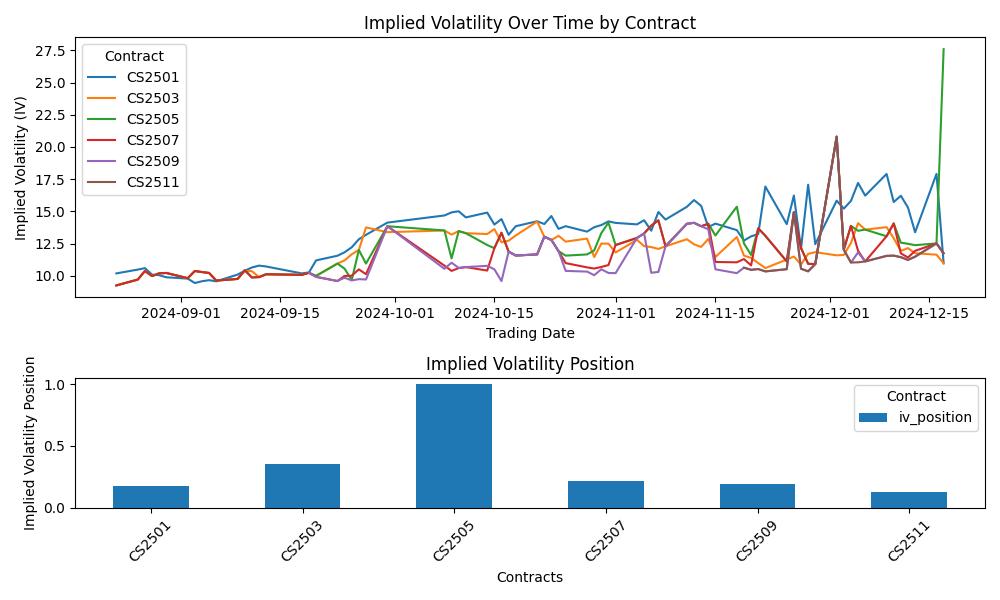 Implied Volatility Over Time by Contract
Implied Volatility (IV)
27.5
25.0
22.5
20.0
17.5
15.0
12.5
10.0
Contract
CS2501
CS2503
CS2505
CS2507
CS2509
CS2511
2024-09-01 2024-09-15 2024-10-01 2024-10-15 2024-11-01 2024-11-15 2024-12-01 2024-12-15
Trading Date
Implied Volatility Position
Implied Volatility Position
1.0
0.5
0.0
Contract
iv_position
CS2501 CS2503 CS2505 CS2507 CS2509 CS2511
Contracts